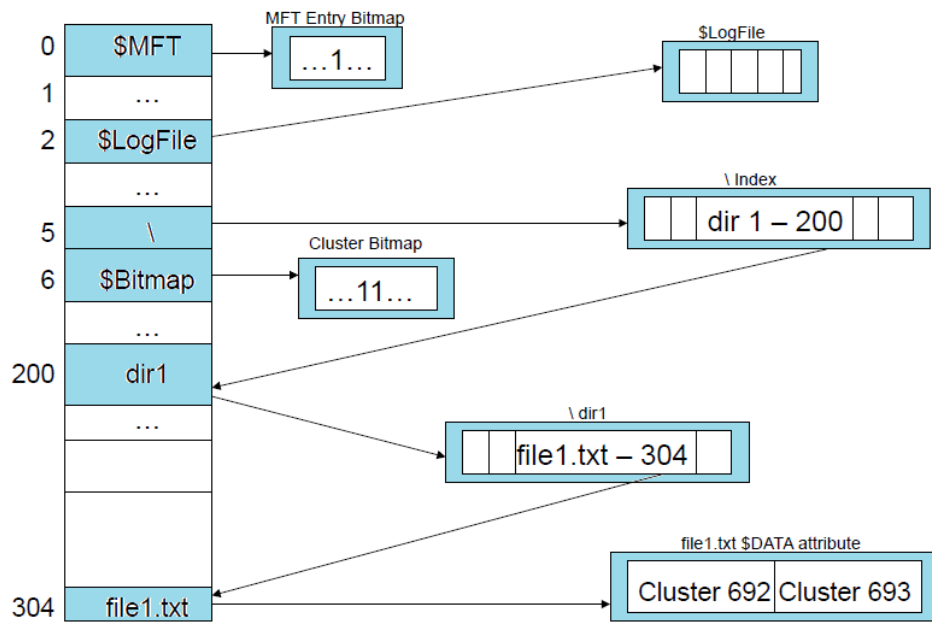 MFT Entry Bitmap
0
$MFT
…1…
$LogFile
1
…
2
$LogFile
…
\ Index
5
\
dir 1 – 200
Cluster Bitmap
6
$Bitmap
…11…
…
200
dir1
…
\ dir1
file1.txt – 304
file1.txt $DATA attribute
304
file1.txt
Cluster 692
Cluster 693